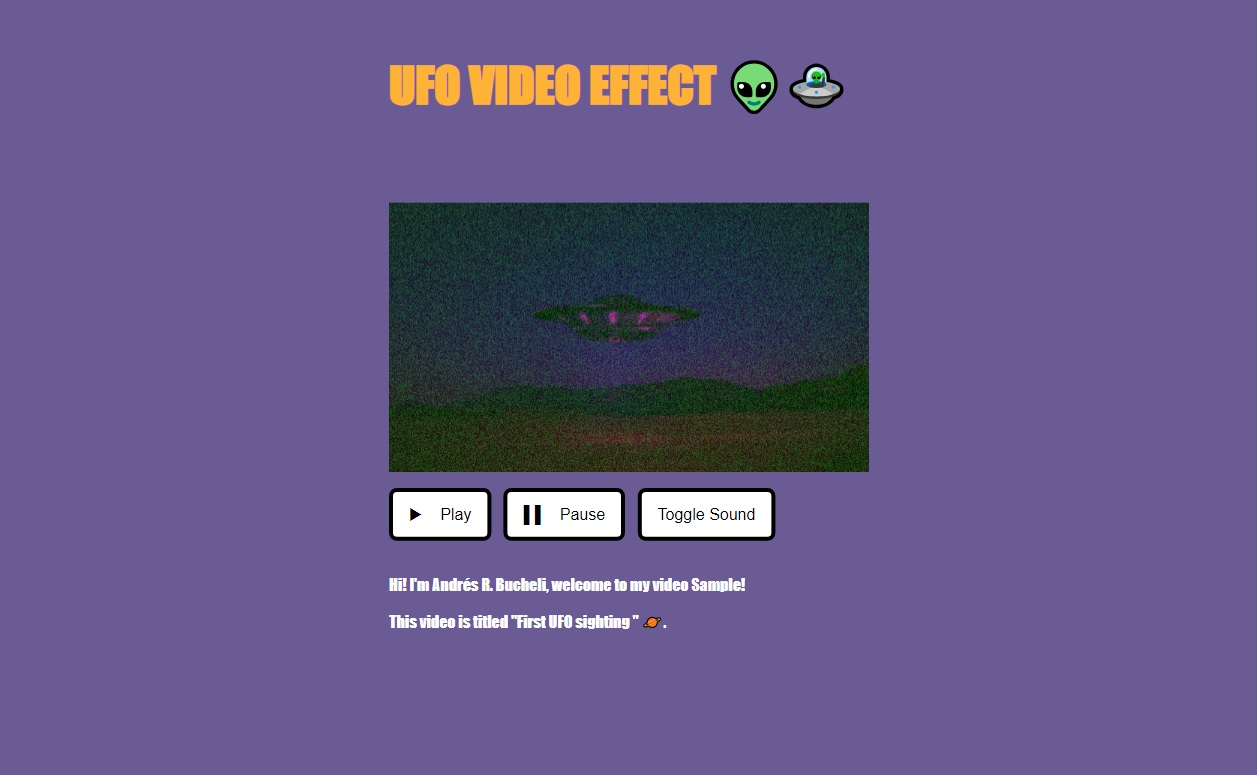 UFO VIDEO EFFECT 👽 🛸
Play
Pause
Toggle Sound
Hi! I'm Andrés R. Bucheli, welcome to my video Sample!
This video is titled "First UFO sighting " 🪐 .